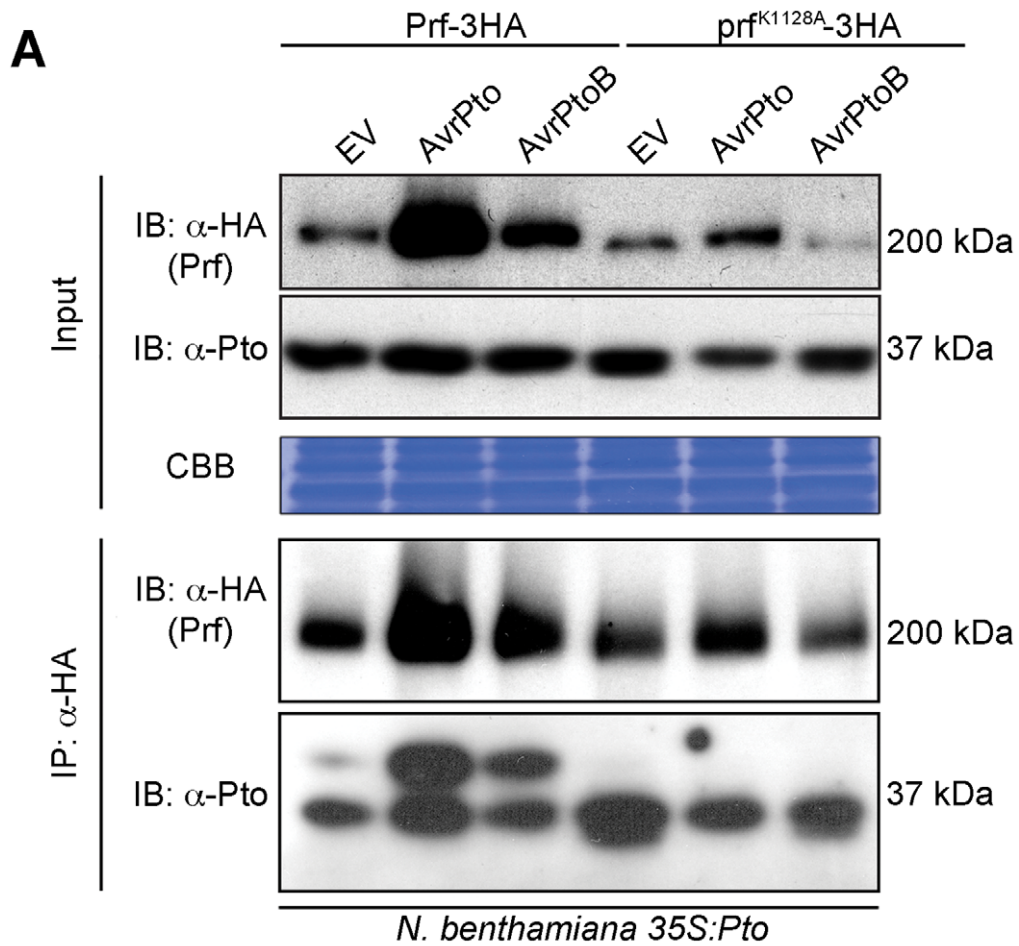 A
Prf-3HA prfK1128A-3HA
EV AvrPto AvrPtoB EV AvrPto AvrPtoB
Input
IB: α-HA
(Prf)
200 kDa
IB: α-Pto 37 kDa
CBB
IP: α-HA
IB: α-HA
(Prf)
200 kDa
IB: α-Pto 37 kDa
N. benthamiana 35S:Pto